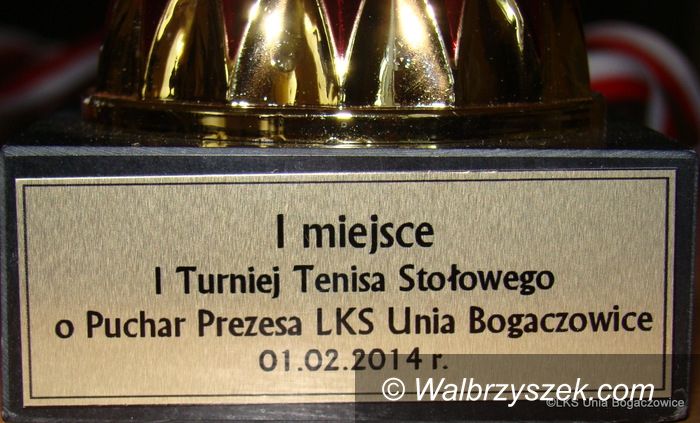 I miejsce
I Turniej Tenisa Stołowego
o Puchar Prezesa LKS Unia Bogaczowice
01.02.2014 r.
© Walbrzyszek.com
©LKS Unia Bogaczowice